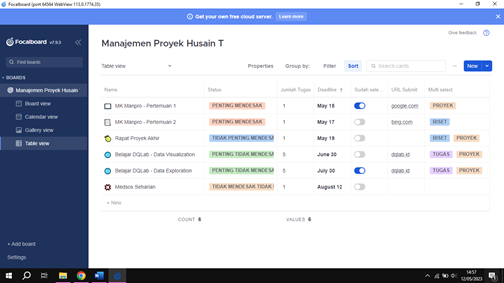 Focalboard (port 64564 WebView 113.0.1774.35)
Get your own free cloud server. Learn more
Focalboard v7.9.3
Give feedback
Manajemen Proyek Husain T
Find boards
Table view Properties Group by: Filter Sort Search cards New
BOARDS
Manajemen Proyek Husain
Board view
Calendar view
Gallery view
Table view
Name Status Jumlah Tugas Deadline Sudah sele... URL Submit Multi select
MK Manpro - Pertemuan 1 PENTING MENDESAK 1 May 18 google.com PROYEK
MK Manpro - Pertemuan 2 PENTING MENDESAK 1 May 17 bing.com RISET
Rapat Proyek Akhir TIDAK PENTING MENDESA 1 May 19 RISET PROYEK
Belajar DQLab - Data Visualization PENTING TIDAK MENDESA 5 June 30 dqlab.id TUGAS PROYEK
Belajar DQLab - Data Exploration PENTING TIDAK MENDESA 5 July 30 dqlab.id TUGAS PROYEK
Medsos Seharian TIDAK MENDESAK TIDAK 1 August 12
+ New
COUNT 6 VALUES 6
+ Add board
Settings
14:57
12/05/2023